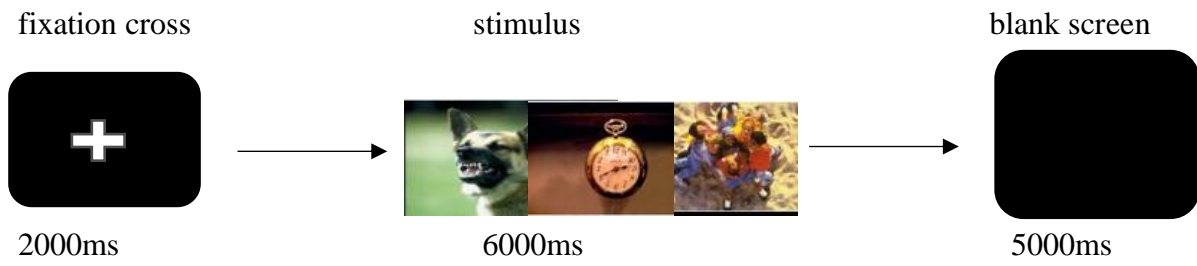 fixation cross
stimulus
blank screen
2000ms
6000ms
5000ms